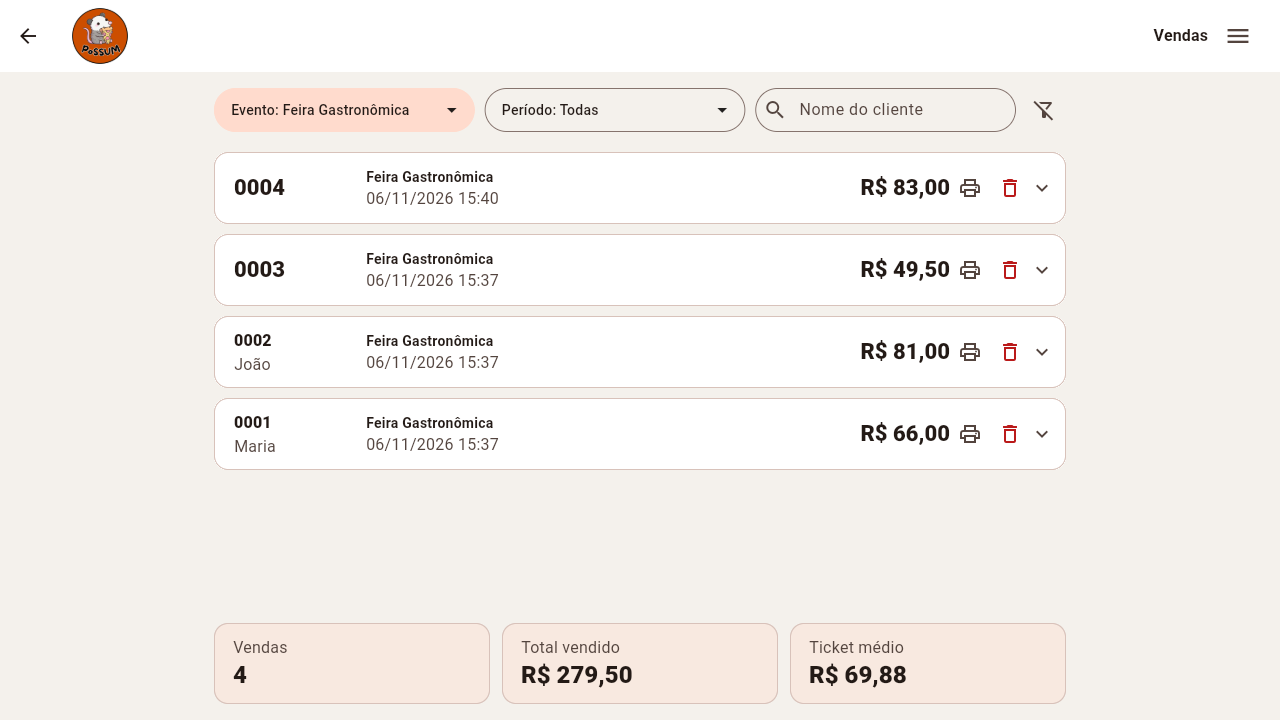 PoSSUM
Vendas
Evento: Feira Gastronômica
Período: Todas
Nome do cliente
0004
Feira Gastronômica
06/11/2026 15:40
R$ 83,00
0003
Feira Gastronômica
06/11/2026 15:37
R$ 49,50
0002
João
Feira Gastronômica
06/11/2026 15:37
R$ 81,00
0001
Maria
Feira Gastronômica
06/11/2026 15:37
R$ 66,00
Vendas
4
Total vendido
R$ 279,50
Ticket médio
R$ 69,88